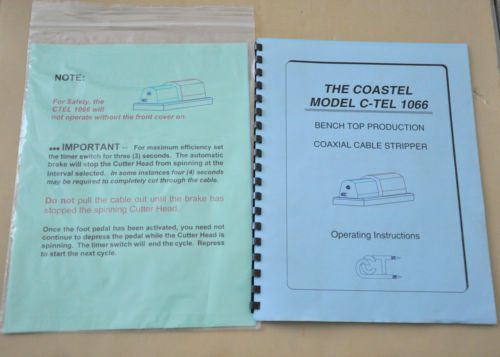 NOTE:
For Safety, the
CTEL 1066 will
not operate without the front cover on.
••• IMPORTANT -- For maximum efficiency set
the timer switch for three (3) seconds. The automatic
brake will stop the Cutter Head from spinning at the
interval selected. In some instances four (4) seconds
may be required to completely cut through the cable.
Do not pull the cable out until the brake has
stopped the spinning Cutter Head.
Once the foot pedal has been activated, you need not
continue to depress the pedal while the Cutter Head is
spinning. The timer switch will end the cycle. Repress
to start the next cycle.
THE COASTEL
MODEL C-TEL 1066
BENCH TOP PRODUCTION
COAXIAL CABLE STRIPPER
Operating Instructions
CT